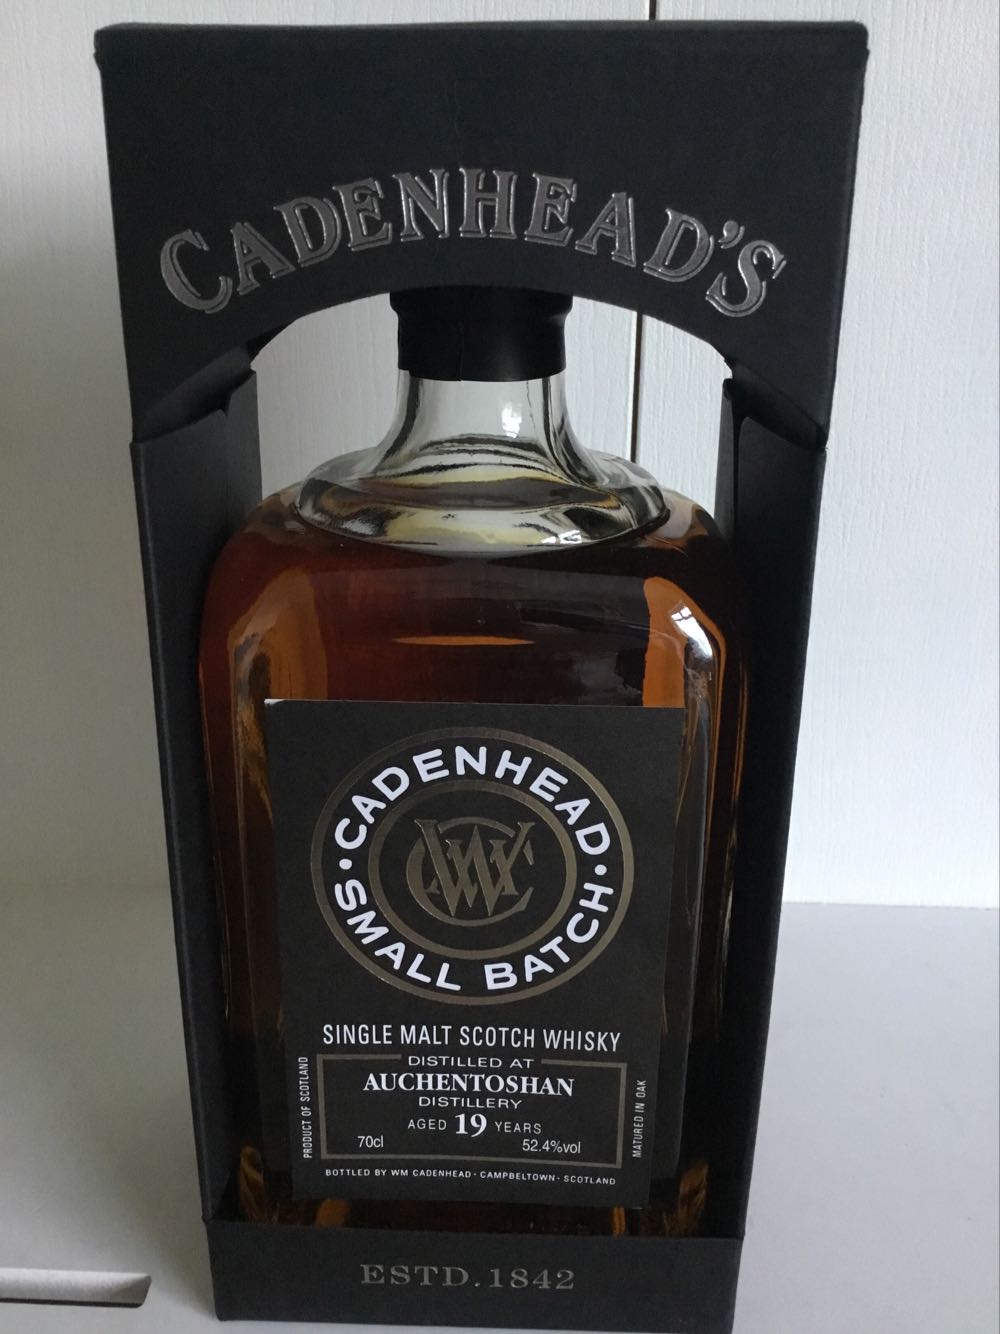 CADENHEAD'S
CADENHEAD
WC
SMALL BATCH
SINGLE MALT SCOTCH WHISKY
DISTILLED AT
AUCHENTOSHAN
DISTILLERY
AGED 19 YEARS
70cl 52.4%vol
PRODUCT OF SCOTLAND
MATURED IN OAK
BOTTLED BY WM CADENHEAD · CAMPBELTOWN · SCOTLAND
ESTD. 1842